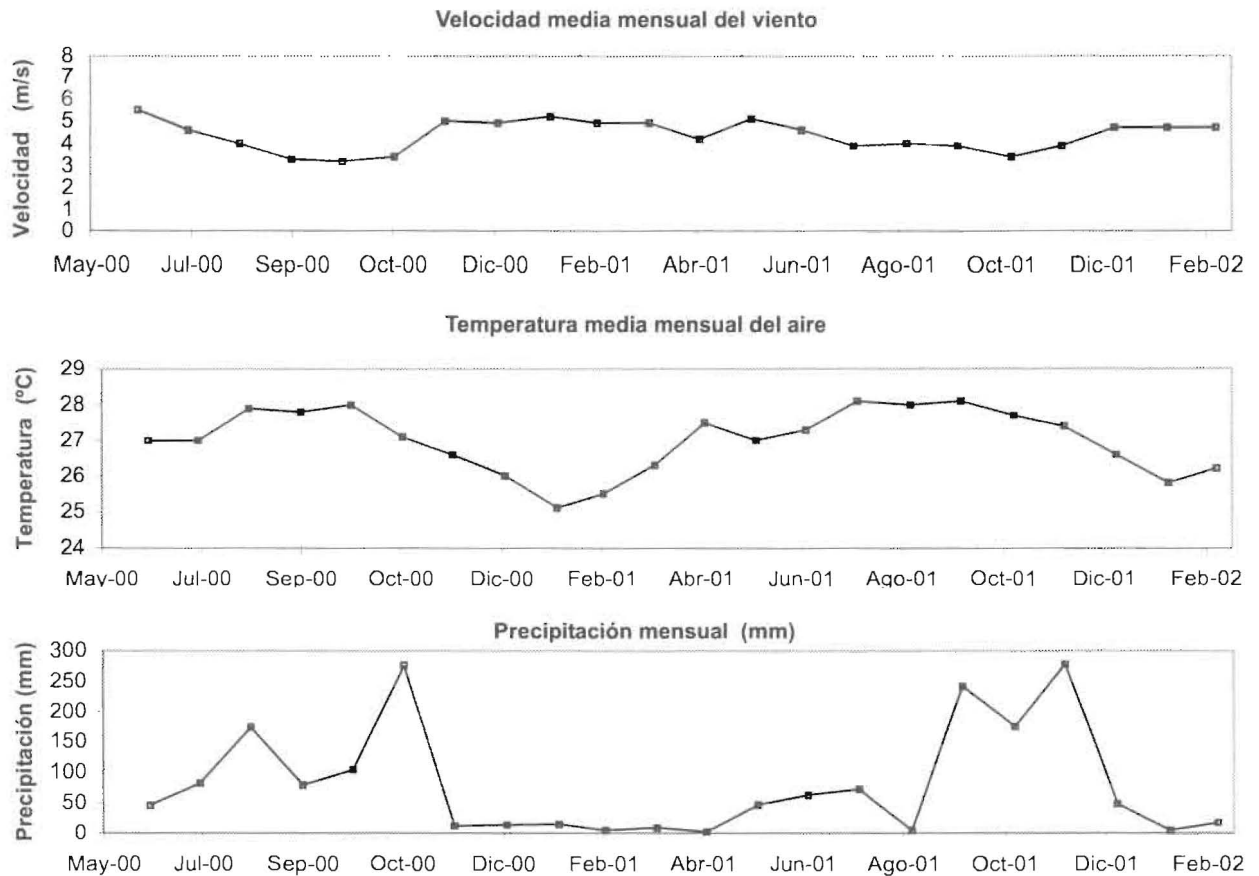 Velocidad media mensual del viento
Velocidad (m/s)
8
7
6
5
4
3
2
1
0
May-00 Jul-00 Sep-00 Oct-00 Dic-00 Feb-01 Abr-01 Jun-01 Ago-01 Oct-01 Dic-01 Feb-02
Temperatura media mensual del aire
Temperatura (ºC)
29
28
27
26
25
24
May-00 Jul-00 Sep-00 Oct-00 Dic-00 Feb-01 Abr-01 Jun-01 Ago-01 Oct-01 Dic-01 Feb-02
Precipitación mensual (mm)
Precipitación (mm)
300
250
200
150
100
50
0
May-00 Jul-00 Sep-00 Oct-00 Dic-00 Feb-01 Abr-01 Jun-01 Ago-01 Oct-01 Dic-01 Feb-02